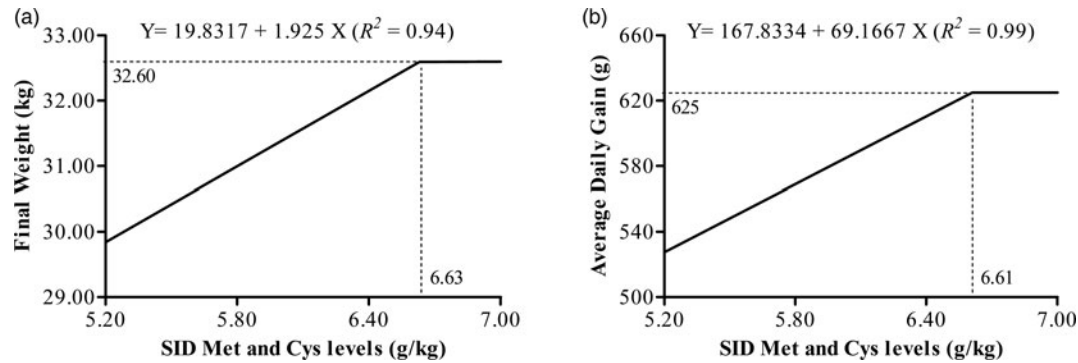 (a)
Y= 19.8317 + 1.925 X (R² = 0.94)
33.00
32.00
31.00
30.00
29.00
Final Weight (kg)
32.60
6.63
5.20 5.80 6.40 7.00
SID Met and Cys levels (g/kg)
(b)
Y= 167.8334 + 69.1667 X (R² = 0.99)
660
620
580
540
500
Average Daily Gain (g)
625
6.61
5.20 5.80 6.40 7.00
SID Met and Cys levels (g/kg)